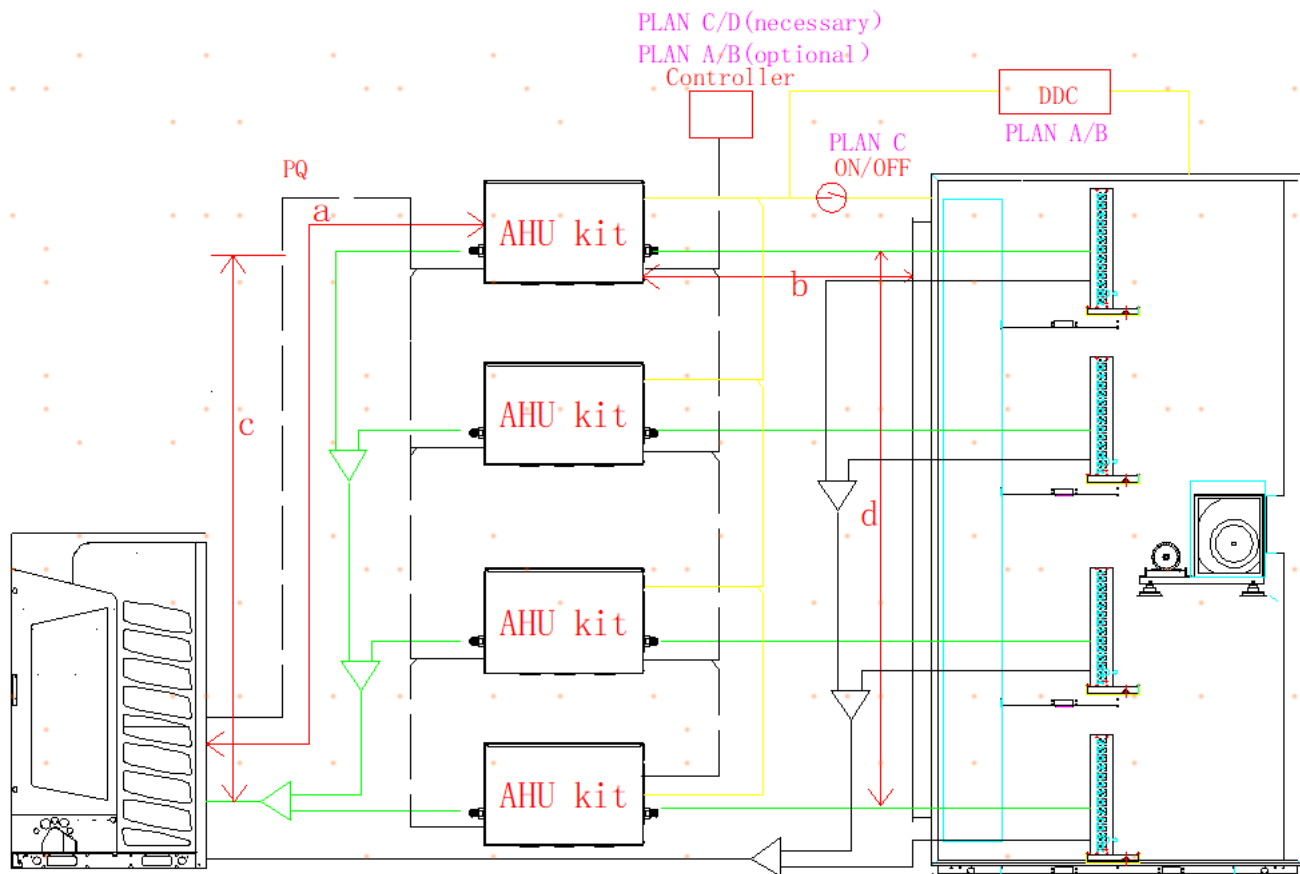 PLAN C/D(necessary)
PLAN A/B(optional)
Controller
DDC
PLAN A/B
PLAN C
ON/OFF
PQ
a
AHU kit
b
c
AHU kit
d
AHU kit
AHU kit